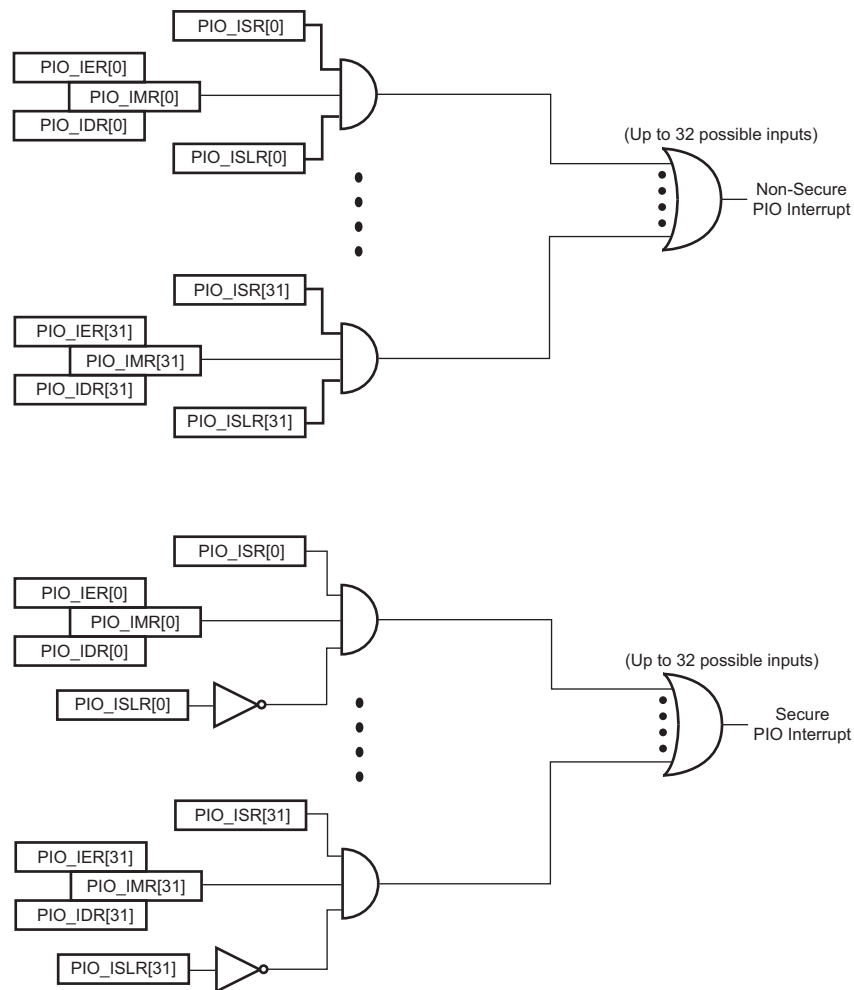 PIO_ISR[0]
PIO_IER[0]
PIO_IMR[0]
PIO_IDR[0]
PIO_ISLR[0]
(Up to 32 possible inputs)
Non-Secure
PIO Interrupt
PIO_ISR[31]
PIO_IER[31]
PIO_IMR[31]
PIO_IDR[31]
PIO_ISLR[31]
PIO_ISR[0]
PIO_IER[0]
PIO_IMR[0]
PIO_IDR[0]
PIO_ISLR[0]
(Up to 32 possible inputs)
Secure
PIO Interrupt
PIO_ISR[31]
PIO_IER[31]
PIO_IMR[31]
PIO_IDR[31]
PIO_ISLR[31]